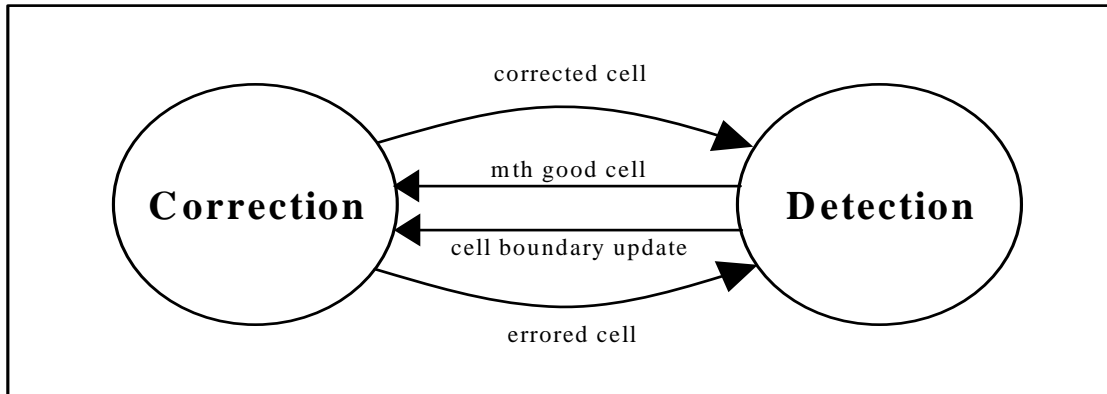 corrected cell
mth good cell
Correction
Detection
cell boundary update
errored cell